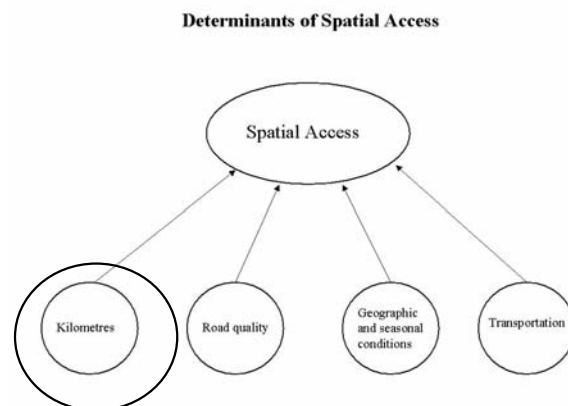 Determinants of Spatial Access
Spatial Access
Kilometres
Road quality
Geographic
and seasonal
conditions
Transportation